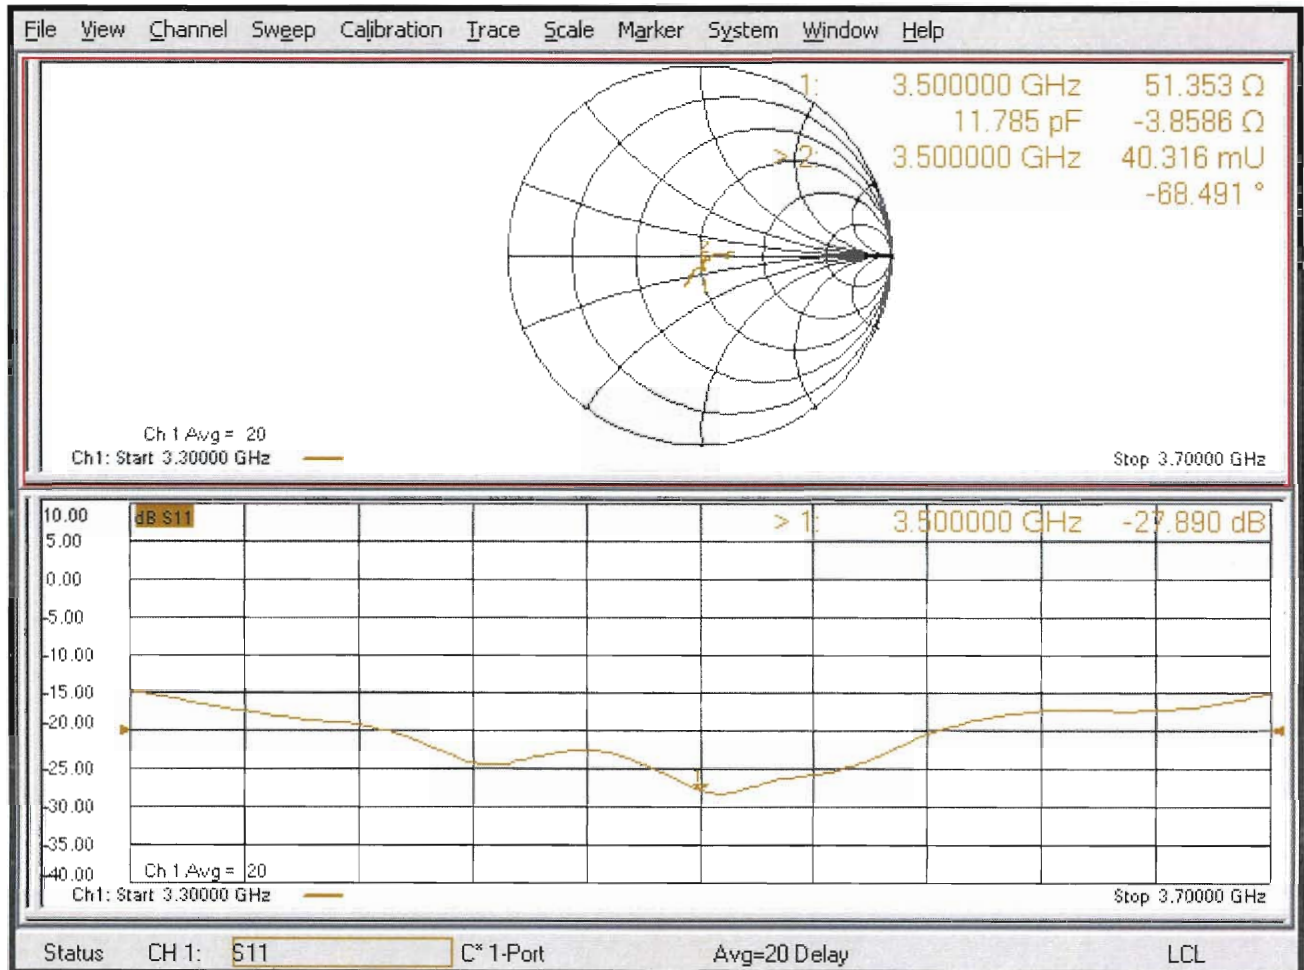 File View Channel Sweep Calibration Trace Scale Marker System Window Help
1: 3.500000 GHz 51.353 Ω
11.785 pF -3.8586 Ω
> 2: 3.500000 GHz 40.316 mU
-68.491 °
Ch 1 Avg = 20
Ch1: Start 3.30000 GHz Stop 3.70000 GHz
10.00 dB S11 > 1: 3.500000 GHz -27.890 dB
5.00
0.00
-5.00
-10.00
-15.00
-20.00
-25.00
1
-30.00
-35.00
-40.00 Ch 1 Avg = 20
Ch1: Start 3.30000 GHz Stop 3.70000 GHz
Status CH 1: S11 C* 1-Port Avg=20 Delay LCL